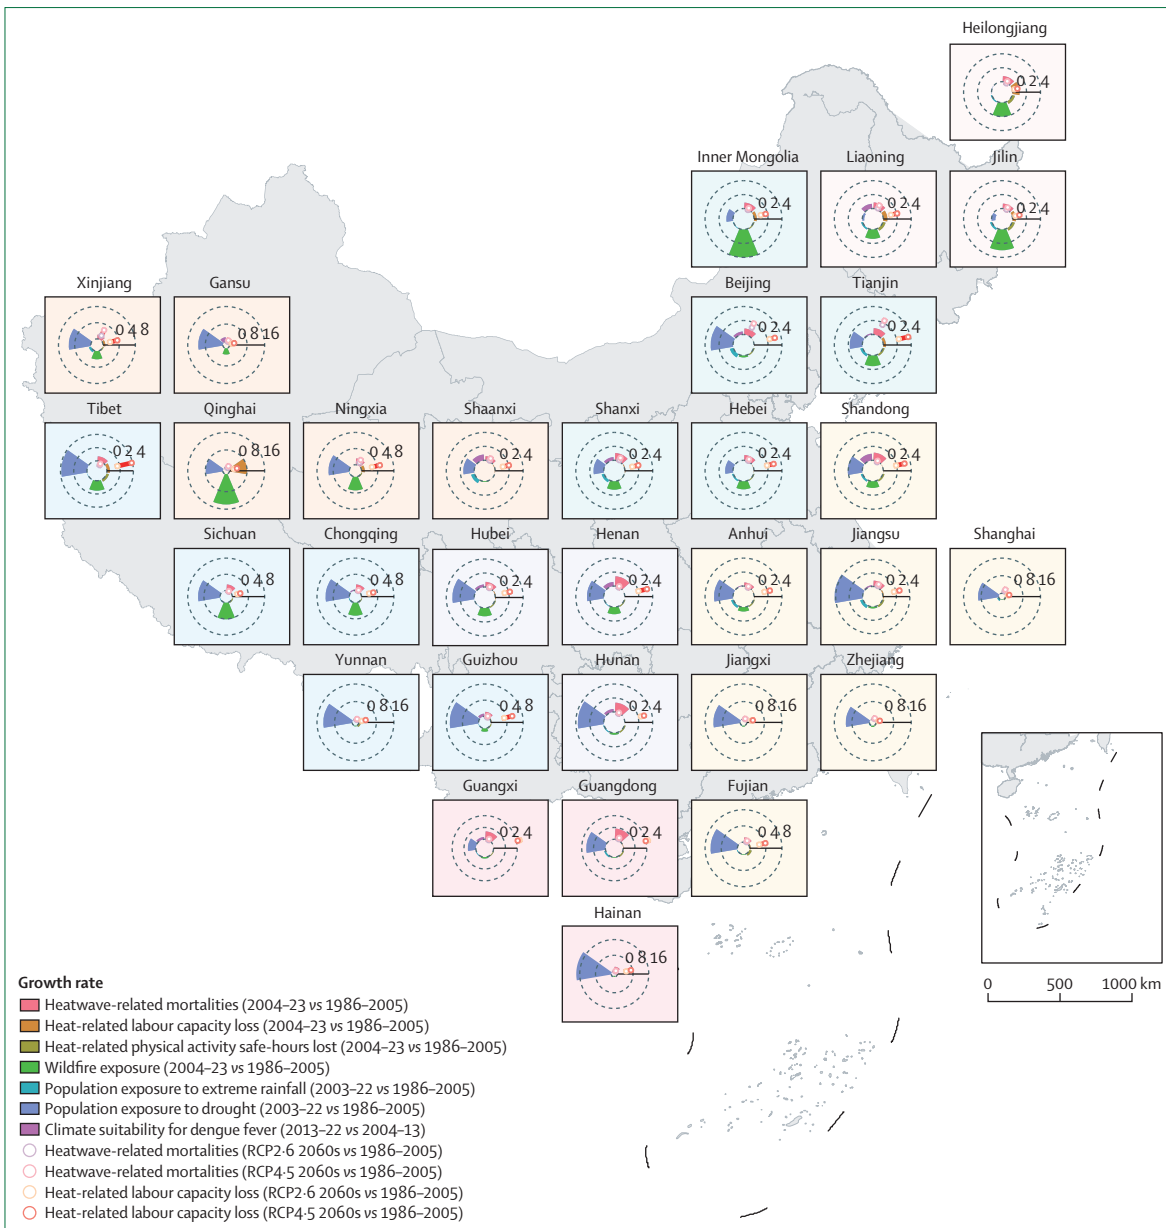 Heilongjiang
0 2 4
Inner Mongolia Liaoning Jilin
0 2 4 0 2 4 0 2 4
Xinjiang Gansu Beijing Tianjin
0 4 8 0 8 16 0 2 4 0 2 4
Tibet Qinghai Ningxia Shaanxi Shanxi Hebei Shandong
0 2 4 0 8 16 0 4 8 0 2 4 0 2 4 0 2 4 0 2 4
Sichuan Chongqing Hubei Henan Anhui Jiangsu Shanghai
0 4 8 0 4 8 0 2 4 0 2 4 0 2 4 0 2 4 0 8 16
Yunnan Guizhou Hunan Jiangxi Zhejiang
0 8 16 0 4 8 0 2 4 0 8 16 0 8 16
Guangxi Guangdong Fujian
0 2 4 0 2 4 0 4 8
Hainan
0 8 16
0 500 1000 km
Growth rate
Heatwave-related mortalities (2004–23 vs 1986–2005)
Heat-related labour capacity loss (2004–23 vs 1986–2005)
Heat-related physical activity safe-hours lost (2004–23 vs 1986–2005)
Wildfire exposure (2004–23 vs 1986–2005)
Population exposure to extreme rainfall (2003–22 vs 1986–2005)
Population exposure to drought (2003–22 vs 1986–2005)
Climate suitability for dengue fever (2013–22 vs 2004–13)
Heatwave-related mortalities (RCP2·6 2060s vs 1986–2005)
Heatwave-related mortalities (RCP4·5 2060s vs 1986–2005)
Heat-related labour capacity loss (RCP2·6 2060s vs 1986–2005)
Heat-related labour capacity loss (RCP4·5 2060s vs 1986–2005)